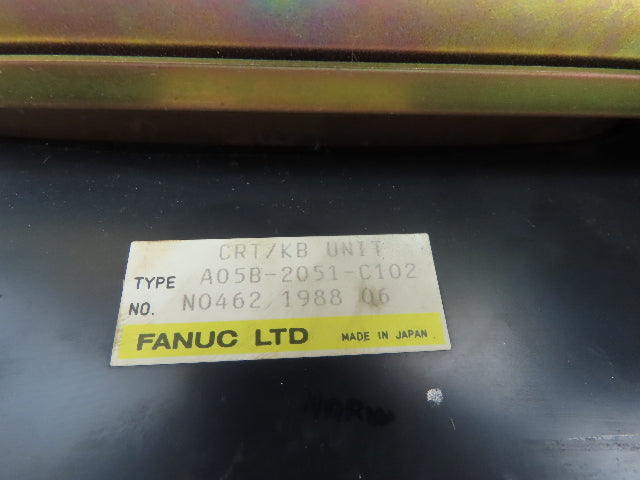 CRT/KB UNIT
TYPE A05B-2051-C102
NO. N0462 1988 06
FANUC LTD MADE IN JAPAN